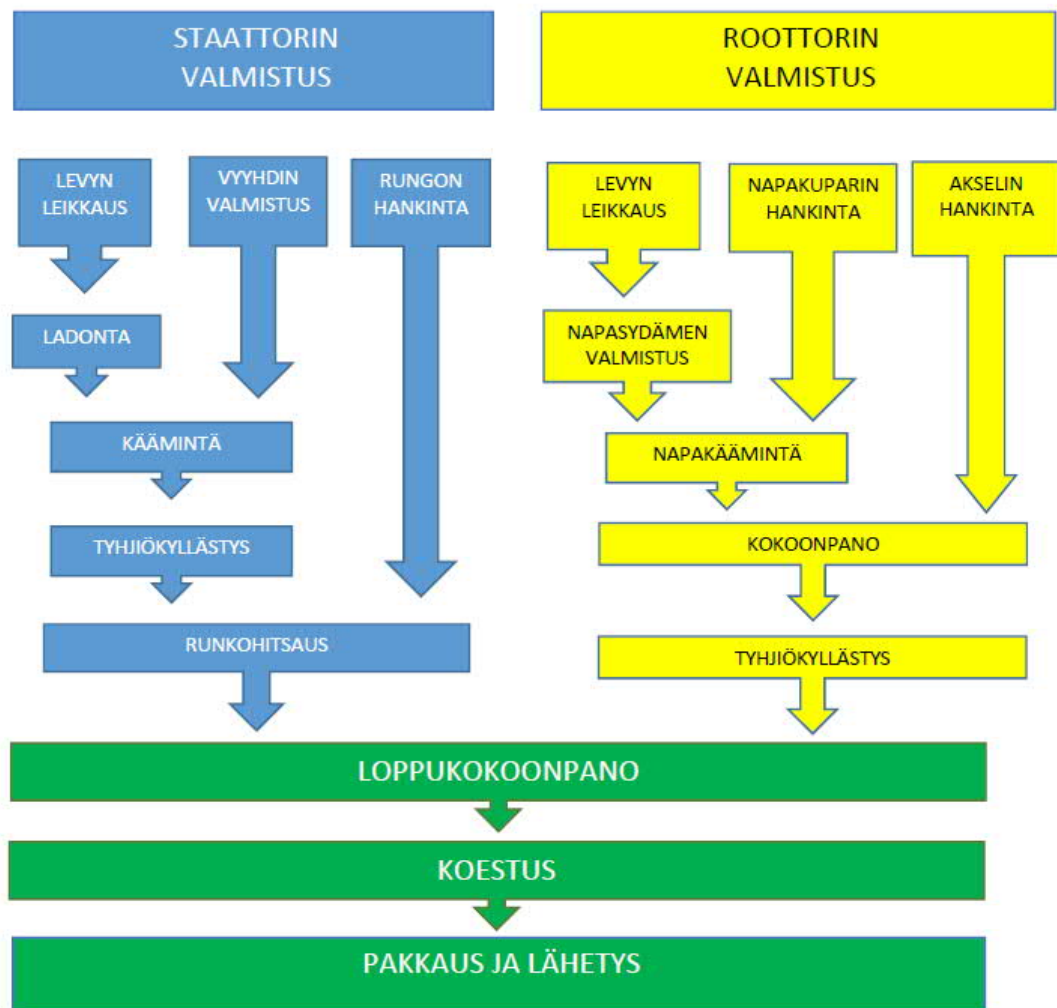 STAATTORIN
VALMISTUS
ROOTTORIN
VALMISTUS
LEVYN
LEIKKAUS
VYYHDIN
VALMISTUS
RUNGON
HANKINTA
LEVYN
LEIKKAUS
NAPAKUPARIN
HANKINTA
AKSELIN
HANKINTA
LADONTA
NAPASYDÄMEN
VALMISTUS
KÄÄMINTÄ
NAPAKÄÄMINTÄ
TYHJIÖKYLLÄSTYS
KOKOONPANO
RUNKOHITSAUS
TYHJIÖKYLLÄSTYS
LOPPUKOKOONPANO
KOESTUS
PAKKAUS JA LÄHETYS